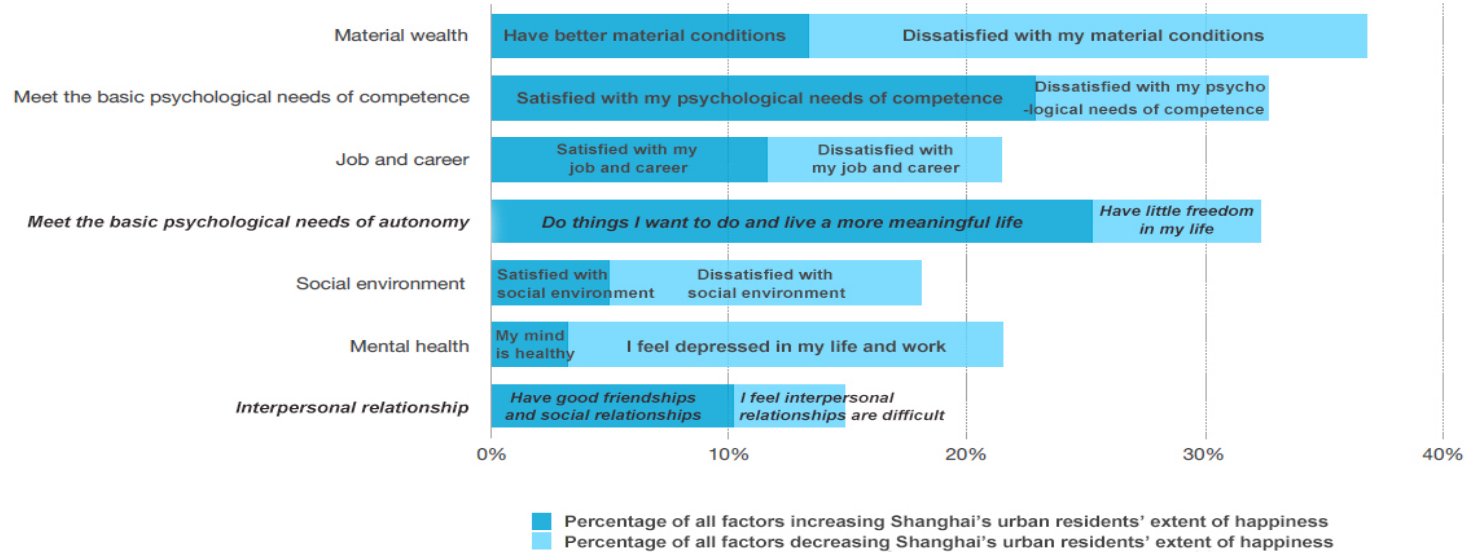 Material wealth
Have better material conditions
Dissatisfied with my material conditions
Meet the basic psychological needs of competence
Satisfied with my psychological needs of competence
Dissatisfied with my psycho
-logical needs of competence
Job and career
Satisfied with my
job and career
Dissatisfied with
my job and career
Meet the basic psychological needs of autonomy
Do things I want to do and live a more meaningful life
Have little freedom
in my life
Social environment
Satisfied with
social environment
Dissatisfied with
social environment
Mental health
My mind
is healthy
I feel depressed in my life and work
Interpersonal relationship
Have good friendships
and social relationships
I feel interpersonal
relationships are difficult
0% 10% 20% 30% 40%
Percentage of all factors increasing Shanghai’s urban residents’ extent of happiness
Percentage of all factors decreasing Shanghai’s urban residents’ extent of happiness